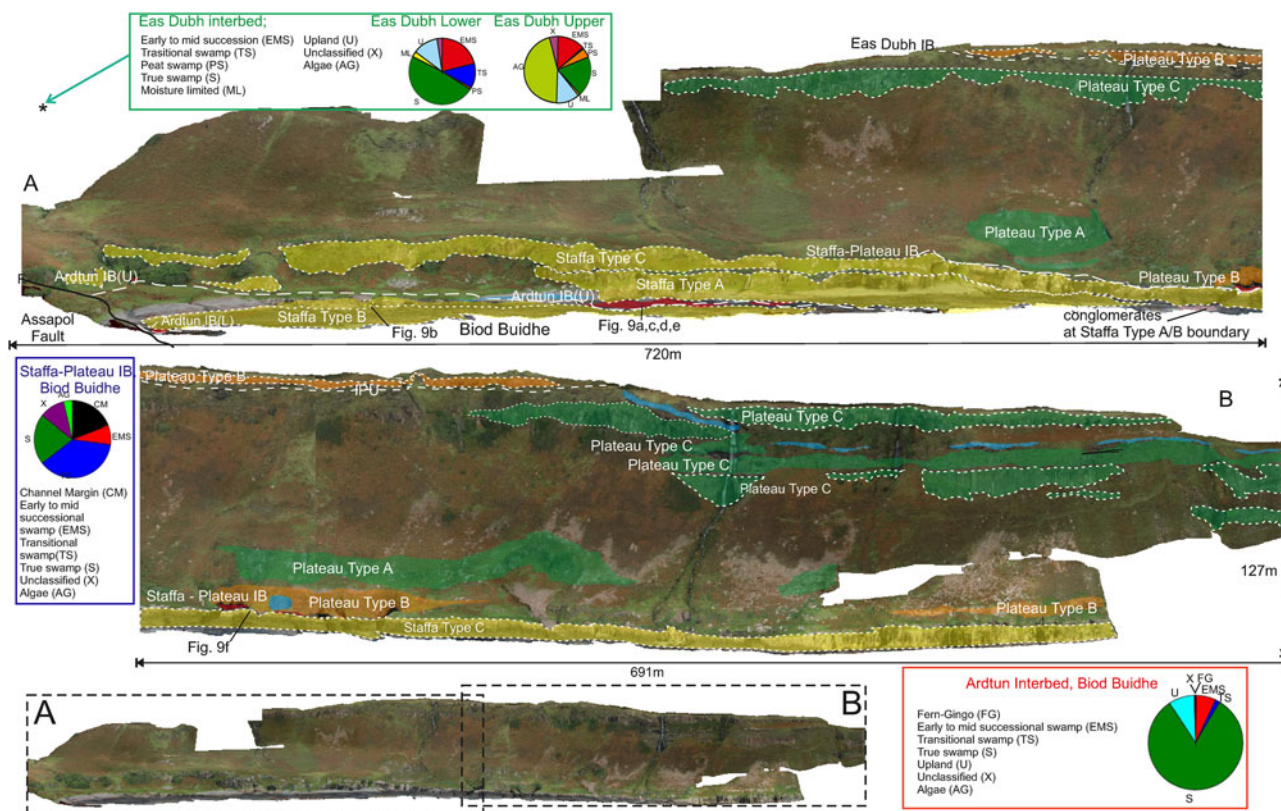 Eas Dubh interbed;
Early to mid succession (EMS)
Trasitional swamp (TS)
Peat swamp (PS)
True swamp (S)
Moisture limited (ML)
Upland (U)
Unclassified (X)
Algae (AG)
Eas Dubh Lower
U
EMS
ML
TS
PS
S
Eas Dubh Upper
X
EMS
TS
PS
AG
S
ML
U
*
Eas Dubh IB
Plateau Type B
Plateau Type C
A
Plateau Type A
Staffa-Plateau IB
Staffa Type C
Plateau Type B
Ardtun IB(U)
Staffa Type A
Ardtun IB(U)
Assapol
Fault
Ardtun IB(L)
Staffa Type B
Fig. 9b
Biod Buidhe
Fig. 9a,c,d,e
conglomerates
at Staffa Type A/B boundary
720m
Staffa-Plateau IB,
Biod Buidhe
AG
X
CM
S
EMS
Channel Margin (CM)
Early to mid
successional
swamp (EMS)
Transitional
swamp(TS)
True swamp (S)
Unclassified (X)
Algae (AG)
Plateau Type B
IPU
B
Plateau Type C
Plateau Type C
Plateau Type C
Plateau Type C
Plateau Type A
127m
Staffa - Plateau IB
Plateau Type B
Plateau Type B
Staffa Type C
Fig. 9f
691m
A
B
Ardtun Interbed, Biod Buidhe
Fern-Gingo (FG)
Early to mid successional swamp (EMS)
Transitional swamp (TS)
True swamp (S)
Upland (U)
Unclassified (X)
Algae (AG)
X
FG
U
EMS
TS
S